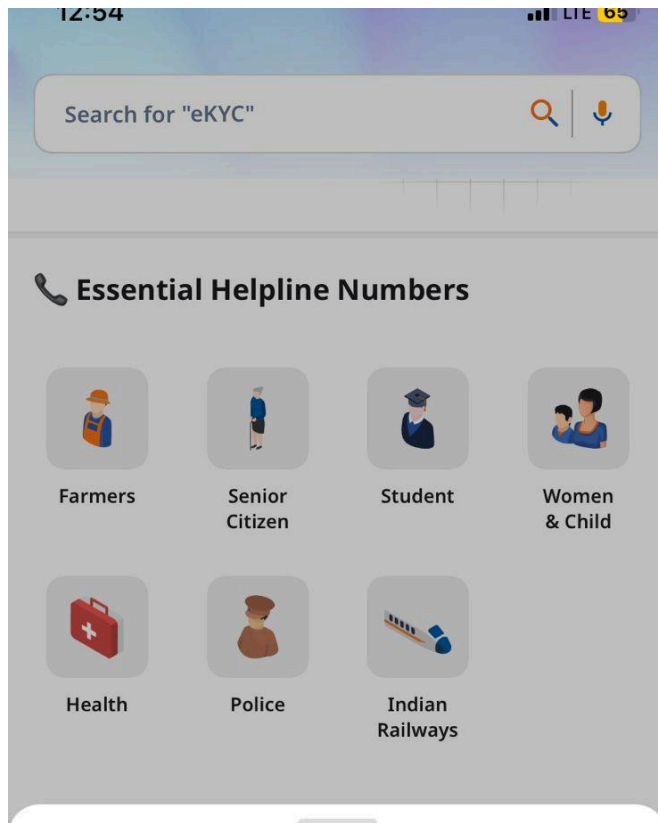 12:54
LTE 65
Search for "eKYC"
Essential Helpline Numbers
Farmers
Senior
Citizen
Student
Women
& Child
Health
Police
Indian
Railways